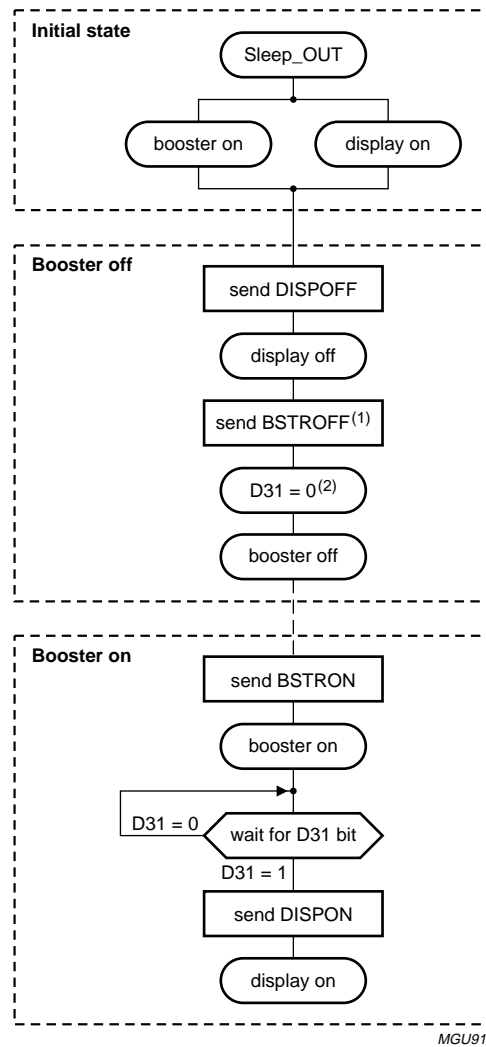 Initial state
Sleep_OUT
booster on
display on
Booster off
send DISPOFF
display off
send BSTROFF(1)
D31 = 0(2)
booster off
Booster on
send BSTRON
booster on
D31 = 0
wait for D31 bit
D31 = 1
send DISPON
display on
MGU91